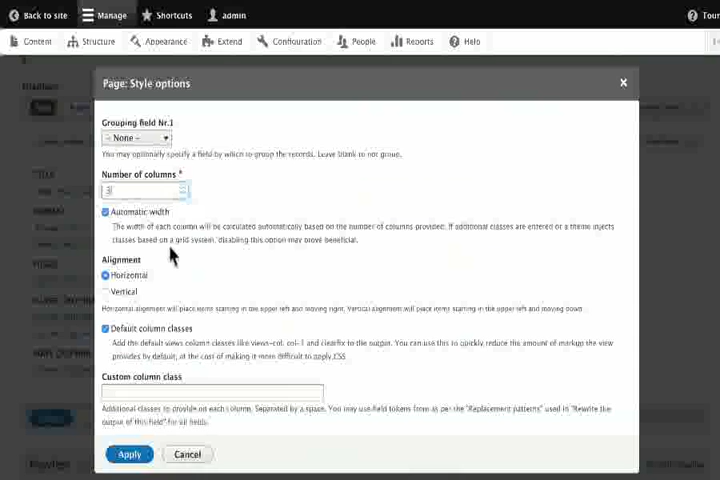 Back to site Manage Shortcuts admin Tour
Content Structure Appearance Extend Configuration People Reports Help
Page: Style options
Grouping field Nr.1
- None -
You may optionally specify a field by which to group the records. Leave blank to not group.
Number of columns *
3
Automatic width
The width of each column will be calculated automatically based on the number of columns provided. If additional classes are entered or a theme injects
classes based on a grid system, disabling this option may prove beneficial.
Alignment
Horizontal
Vertical
Horizontal alignment will place items starting in the upper left and moving right. Vertical alignment will place items starting in the upper left and moving down.
Default column classes
Add the default views column classes like views-col, col-1 and clearfix to the output. You can use this to quickly reduce the amount of markup the view
provides by default, at the cost of making it more difficult to apply CSS.
Custom column class
Additional classes to provide on each column. Separated by a space. You may use field tokens from as per the "Replacement patterns" used in "Rewrite the
output of this field" for all fields.
Apply Cancel